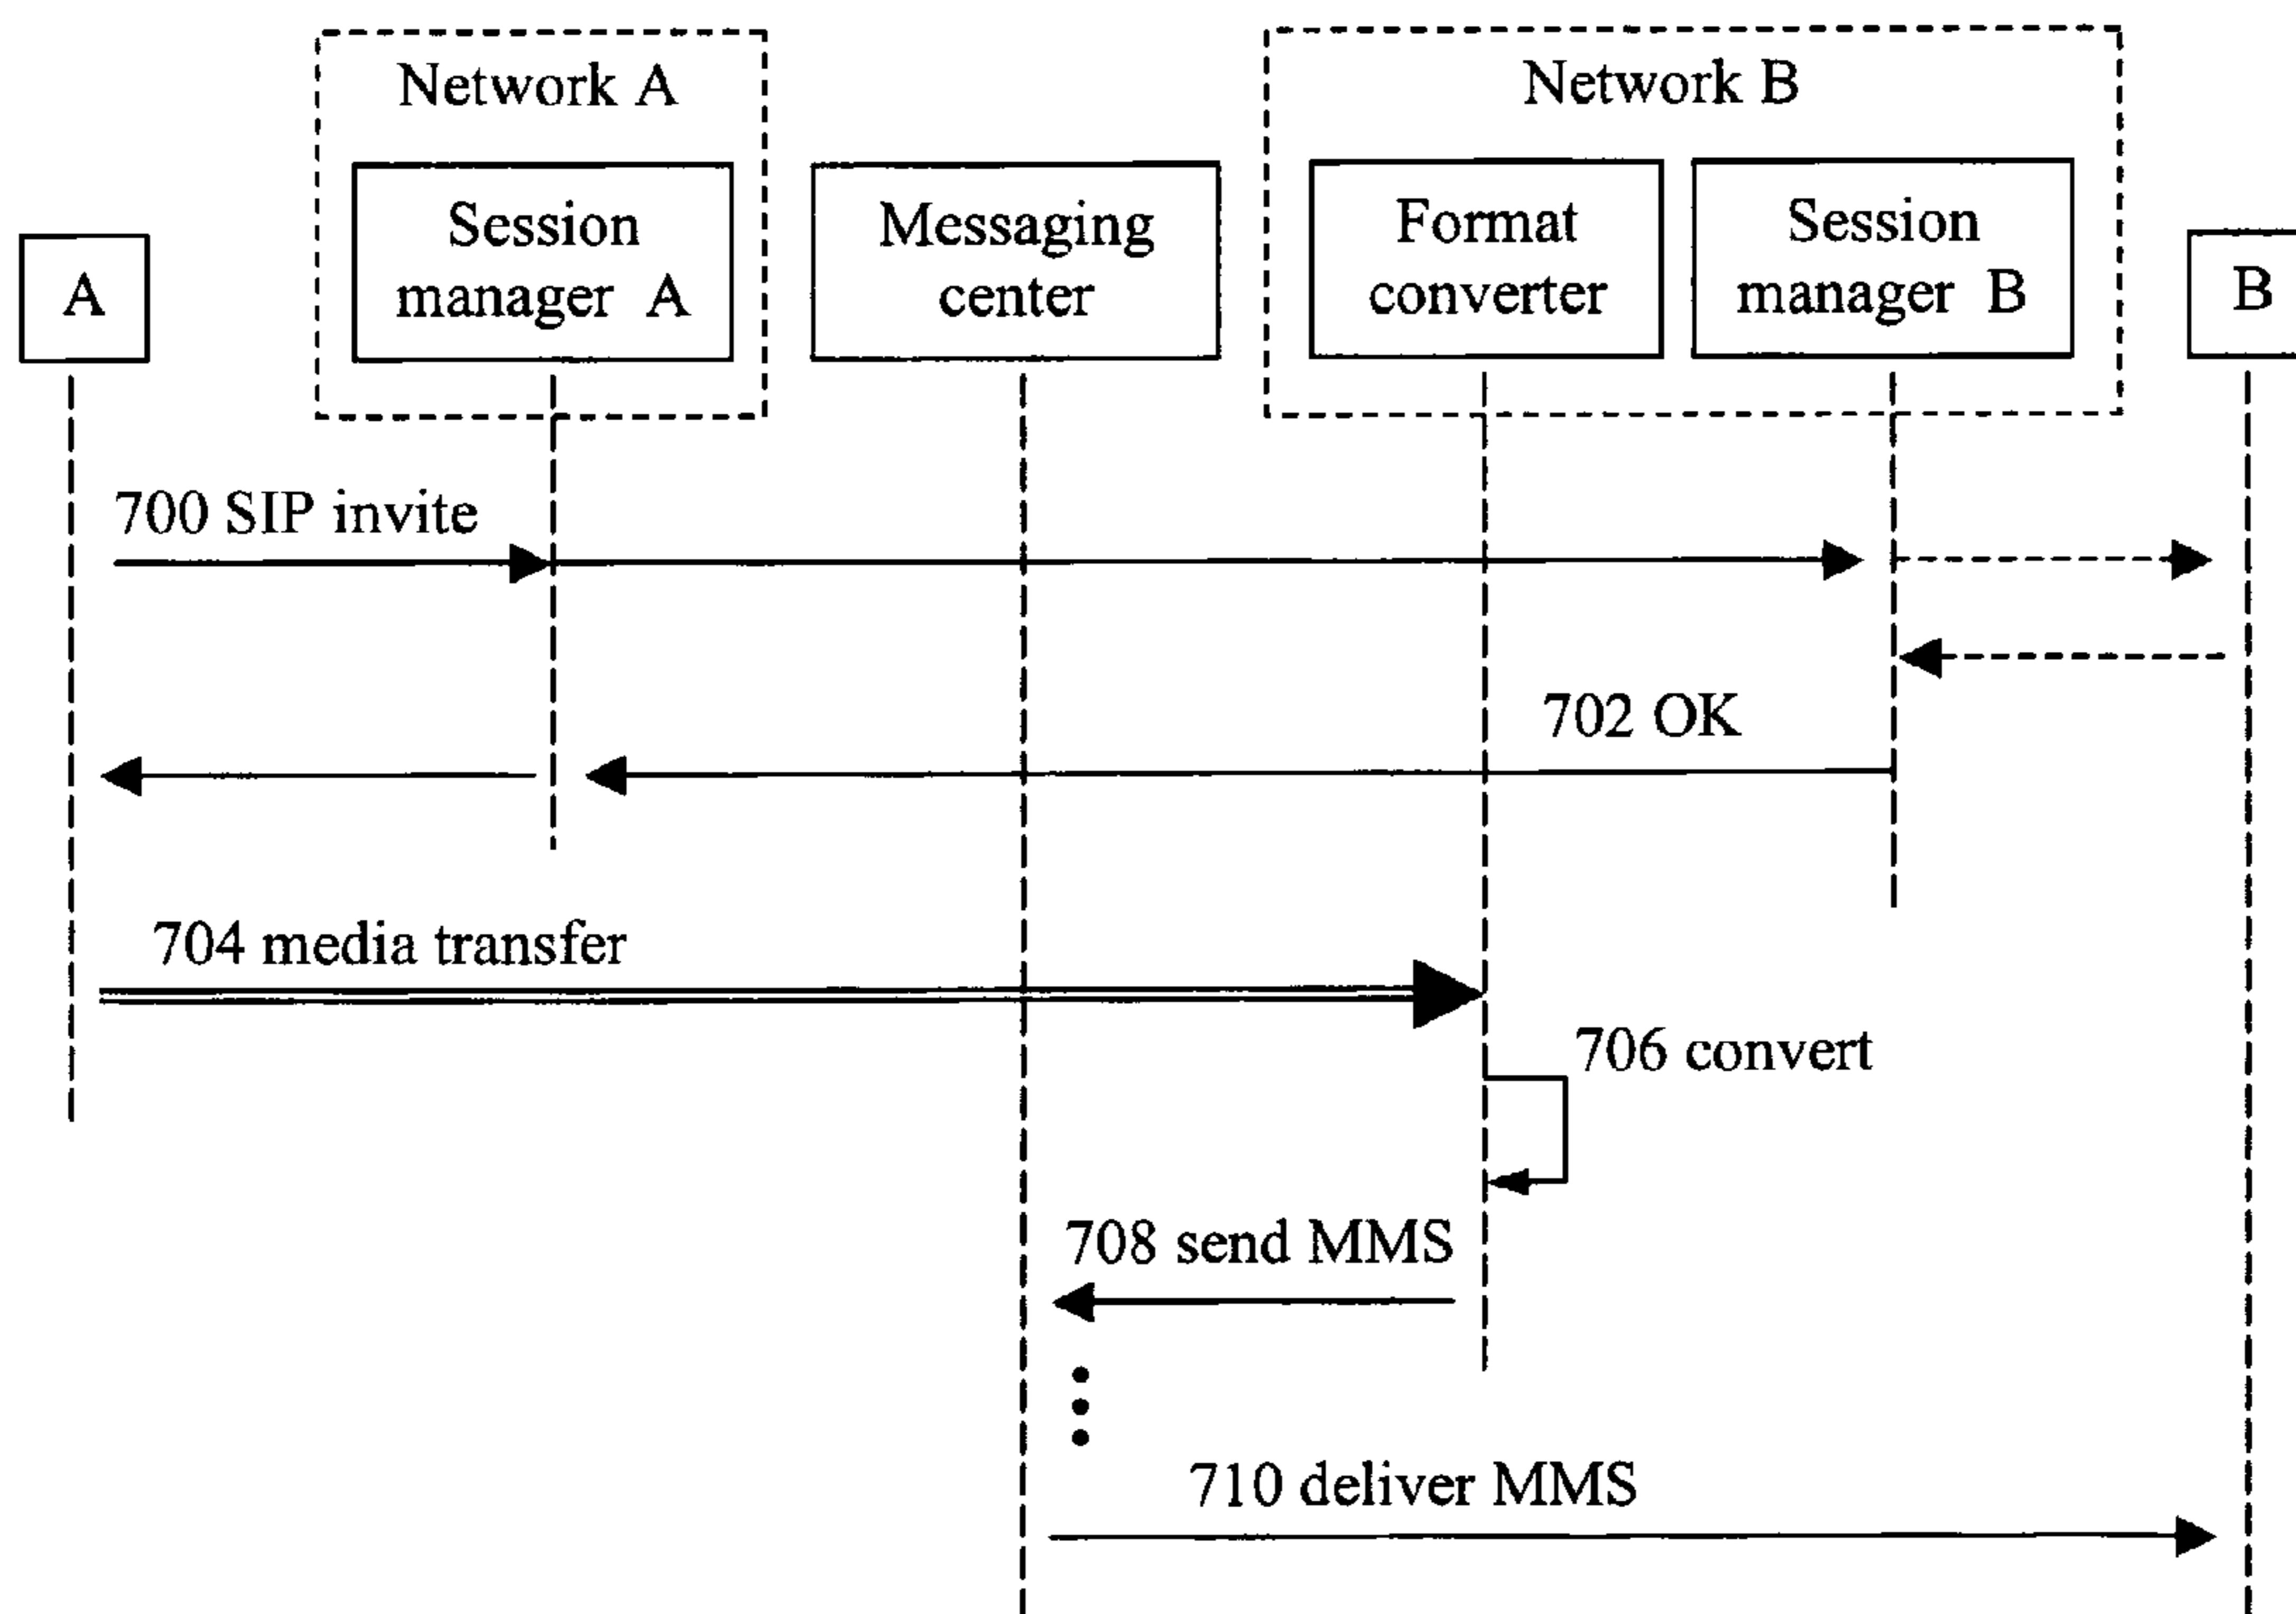 Network A
Network B
A
Session
manager A
Messaging
center
Format
converter
Session
manager B
B
700 SIP invite
702 OK
704 media transfer
706 convert
708 send MMS
710 deliver MMS